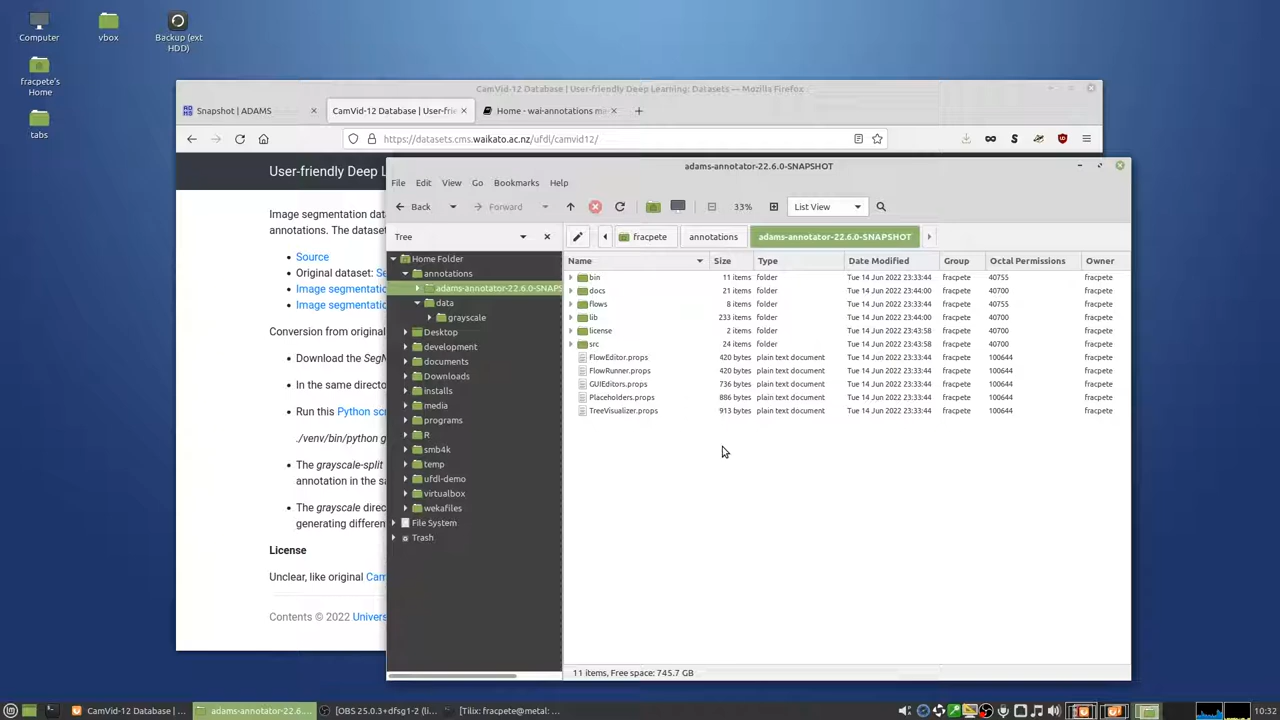 Computer
vbox
Backup (ext
HDD)
fracpete's
Home
tabs
CamVid-12 Database | User-friendly Deep Learning: Datasets — Mozilla Firefox
Snapshot | ADAMS
CamVid-12 Database | User-frie
Home - wai-annotations m
https://datasets.cms.waikato.ac.nz/ufdl/camvid12/
User-friendly Deep L
Image segmentation dat
annotations. The dataset
Source
Original dataset: Se
Image segmentatio
Image segmentatio
Conversion from original
Download the SegN
In the same directo
Run this Python scr
./venv/bin/python g
The grayscale-split
annotation in the sa
The grayscale direc
generating differen
License
Unclear, like original Cam
Contents © 2022 Univers
adams-annotator-22.6.0-SNAPSHOT
File Edit View Go Bookmarks Help
Back Forward 33% List View
Tree fracpete annotations adams-annotator-22.6.0-SNAPSHOT
Home Folder
annotations
adams-annotator-22.6.0-SNAPS
data
grayscale
Desktop
development
documents
Downloads
installs
media
programs
R
smb4k
temp
ufdl-demo
virtualbox
wekafiles
File System
Trash
Name Size Type Date Modified Group Octal Permissions Owner
bin 11 items folder Tue 14 Jun 2022 23:33:44 fracpete 40755 fracpete
docs 21 items folder Tue 14 Jun 2022 23:44:00 fracpete 40700 fracpete
flows 8 items folder Tue 14 Jun 2022 23:33:44 fracpete 40755 fracpete
lib 233 items folder Tue 14 Jun 2022 23:44:00 fracpete 40700 fracpete
license 2 items folder Tue 14 Jun 2022 23:43:58 fracpete 40700 fracpete
src 24 items folder Tue 14 Jun 2022 23:43:58 fracpete 40700 fracpete
FlowEditor.props 420 bytes plain text document Tue 14 Jun 2022 23:33:44 fracpete 100644 fracpete
FlowRunner.props 420 bytes plain text document Tue 14 Jun 2022 23:33:44 fracpete 100644 fracpete
GUIEditors.props 736 bytes plain text document Tue 14 Jun 2022 23:33:44 fracpete 100644 fracpete
Placeholders.props 886 bytes plain text document Tue 14 Jun 2022 23:33:44 fracpete 100644 fracpete
TreeVisualizer.props 913 bytes plain text document Tue 14 Jun 2022 23:33:44 fracpete 100644 fracpete
11 items, Free space: 745.7 GB
CamVid-12 Database | ...
adams-annotator-22.6....
[OBS 25.0.3+dfsg1-2 (li...
[Tilix: fracpete@metal: ...
10:32